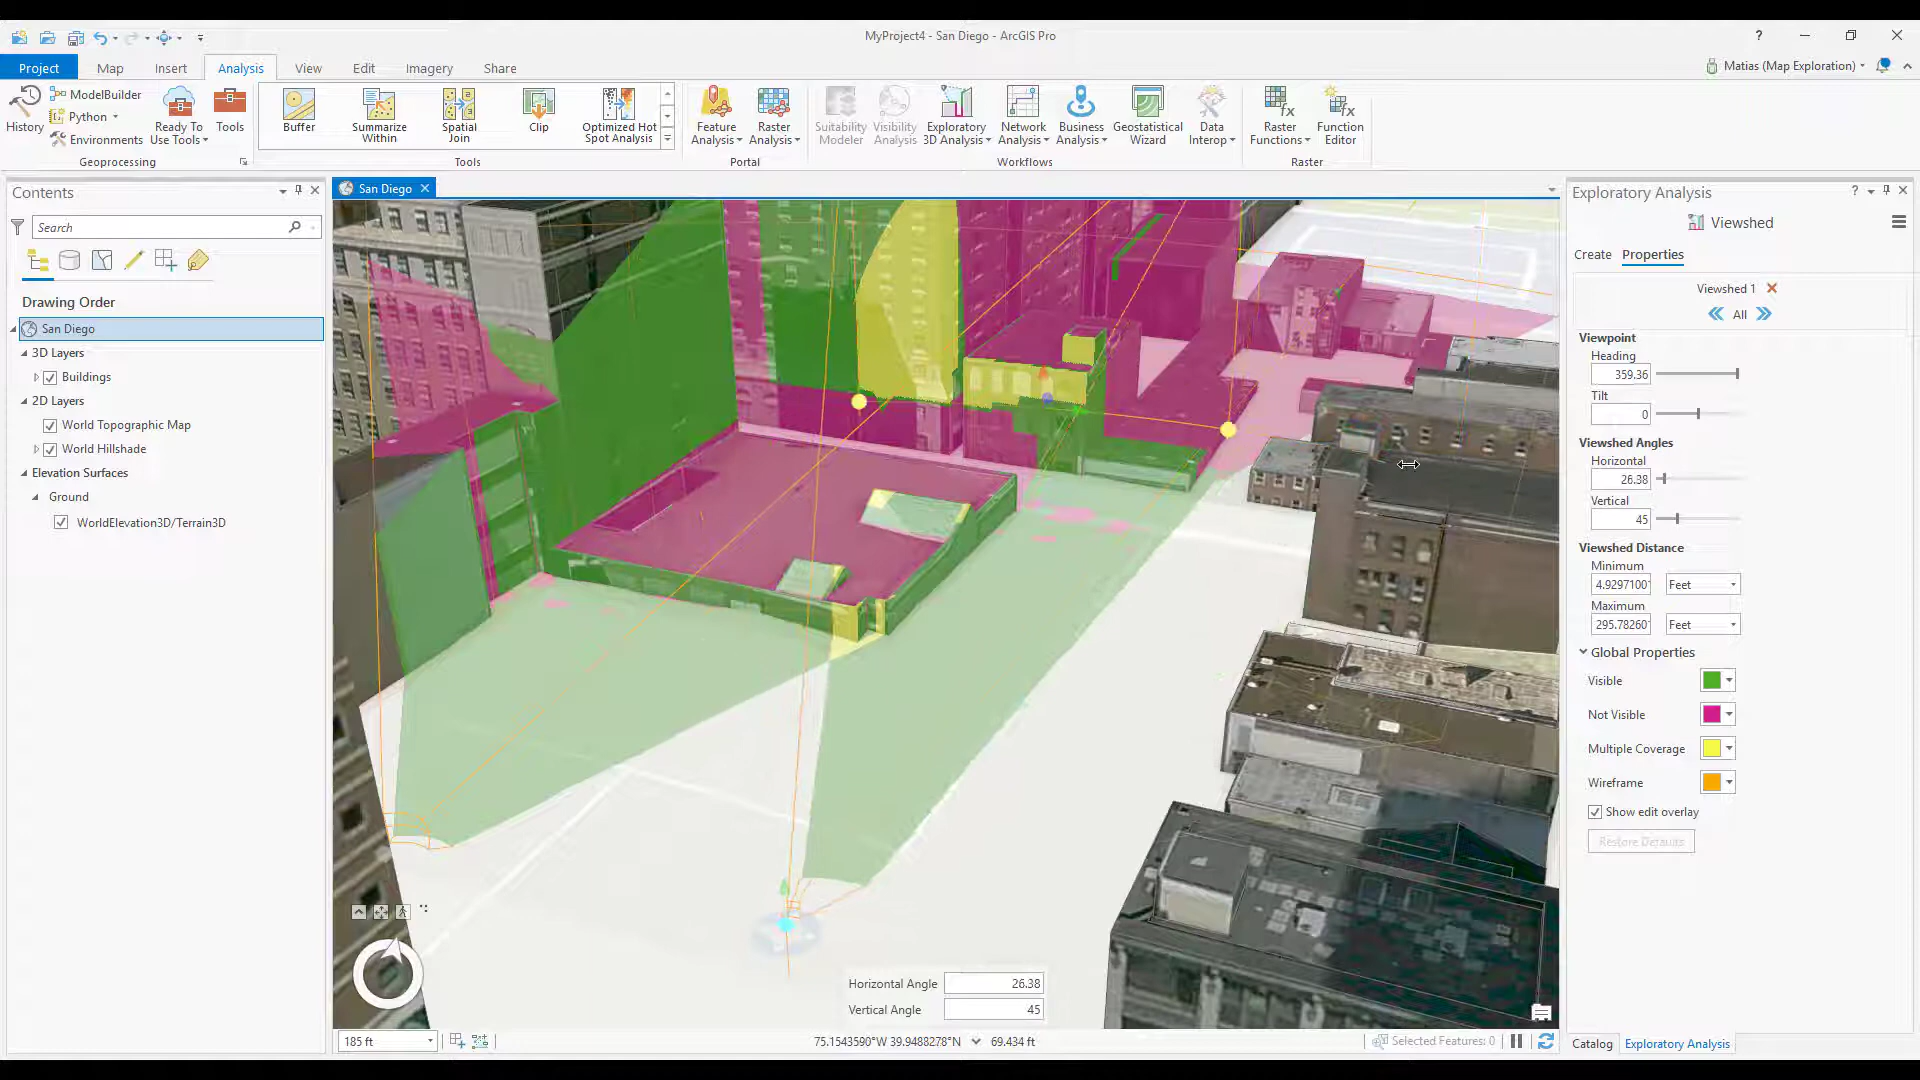 MyProject4 - San Diego - ArcGIS Pro
?
Project
Map
Insert
Analysis
View
Edit
Imagery
Share
Matias (Map Exploration)
History
ModelBuilder
Python
Environments
Ready To
Use Tools
Tools
Geoprocessing
Buffer
Summarize
Within
Spatial
Join
Clip
Optimized Hot
Spot Analysis
Tools
Feature
Analysis
Raster
Analysis
Portal
Suitability
Modeler
Visibility
Analysis
Exploratory
3D Analysis
Network
Analysis
Business
Analysis
Geostatistical
Wizard
Data
Interop
Workflows
Raster
Functions
Function
Editor
Raster
Contents
Search
Drawing Order
San Diego
3D Layers
Buildings
2D Layers
World Topographic Map
World Hillshade
Elevation Surfaces
Ground
WorldElevation3D/Terrain3D
San Diego
Horizontal Angle 26.38
Vertical Angle 45
185 ft
75.1543590°W 39.9488278°N
69.434 ft
Selected Features: 0
Exploratory Analysis
?
Viewshed
Create
Properties
Viewshed 1
All
Viewpoint
Heading
359.36
Tilt
0
Viewshed Angles
Horizontal
26.38
Vertical
45
Viewshed Distance
Minimum
4.92971001 Feet
Maximum
295.78260 Feet
Global Properties
Visible
Not Visible
Multiple Coverage
Wireframe
Show edit overlay
Restore Defaults
Catalog
Exploratory Analysis